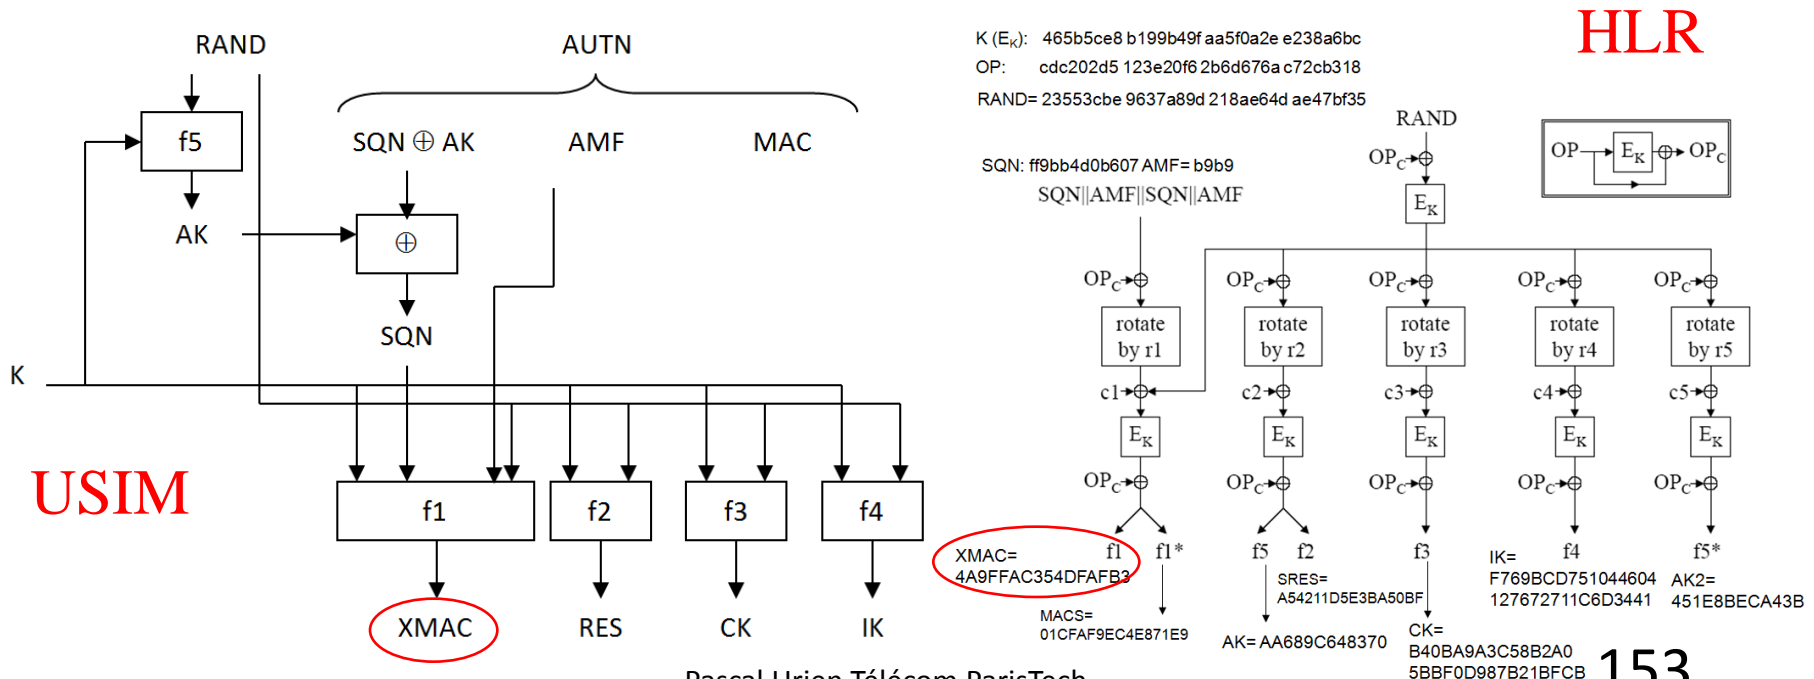 RAND
AUTN
f5
SQN ⊕ AK
AMF
MAC
AK
⊕
SQN
K
USIM
f1
f2
f3
f4
XMAC
RES
CK
IK
HLR
K (EK): 465b5ce8 b199b49f aa5f0a2e e238a6bc
OP: cdc202d5 123e20f6 2b6d676a c72cb318
RAND= 23553cbe 9637a89d 218ae64d ae47bf35
RAND
OPC
EK
OP
EK
OPC
SQN: ff9bb4d0b607 AMF= b9b9
SQN||AMF||SQN||AMF
OPC
OPC
OPC
OPC
OPC
rotate
by r1
rotate
by r2
rotate
by r3
rotate
by r4
rotate
by r5
c1
c2
c3
c4
c5
EK
EK
EK
EK
EK
OPC
OPC
OPC
OPC
OPC
f1
f1*
f5
f2
f3
f4
f5*
XMAC=
4A9FFAC354DFAFB3
MACS=
01CFAF9EC4E871E9
SRES=
A54211D5E3BA50BF
AK= AA689C648370
CK=
B40BA9A3C58B2A0
5BBF0D987B21BFCB
IK=
F769BCD751044604
127672711C6D3441
AK2=
451E8BECA43B
Pascal Urien Télécom ParisTech
153